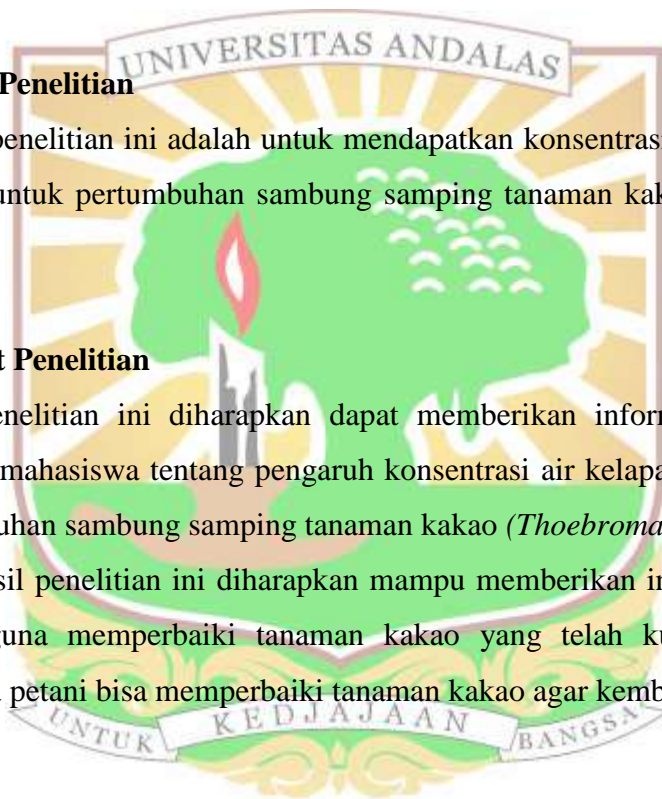 UNIVERSITAS ANDALAS
Penelitian
penelitian ini adalah untuk mendapatkan konsentrasi
untuk pertumbuhan sambung samping tanaman kak
t Penelitian
enelitian ini diharapkan dapat memberikan infor
mahasiswa tentang pengaruh konsentrasi air kelapa
uhan sambung samping tanaman kakao (Thoebroma
sil penelitian ini diharapkan mampu memberikan in
guna memperbaiki tanaman kakao yang telah ku
petani bisa memperbaiki tanaman kakao agar kemb
UNTUK KEDJAJAAN BANGSA